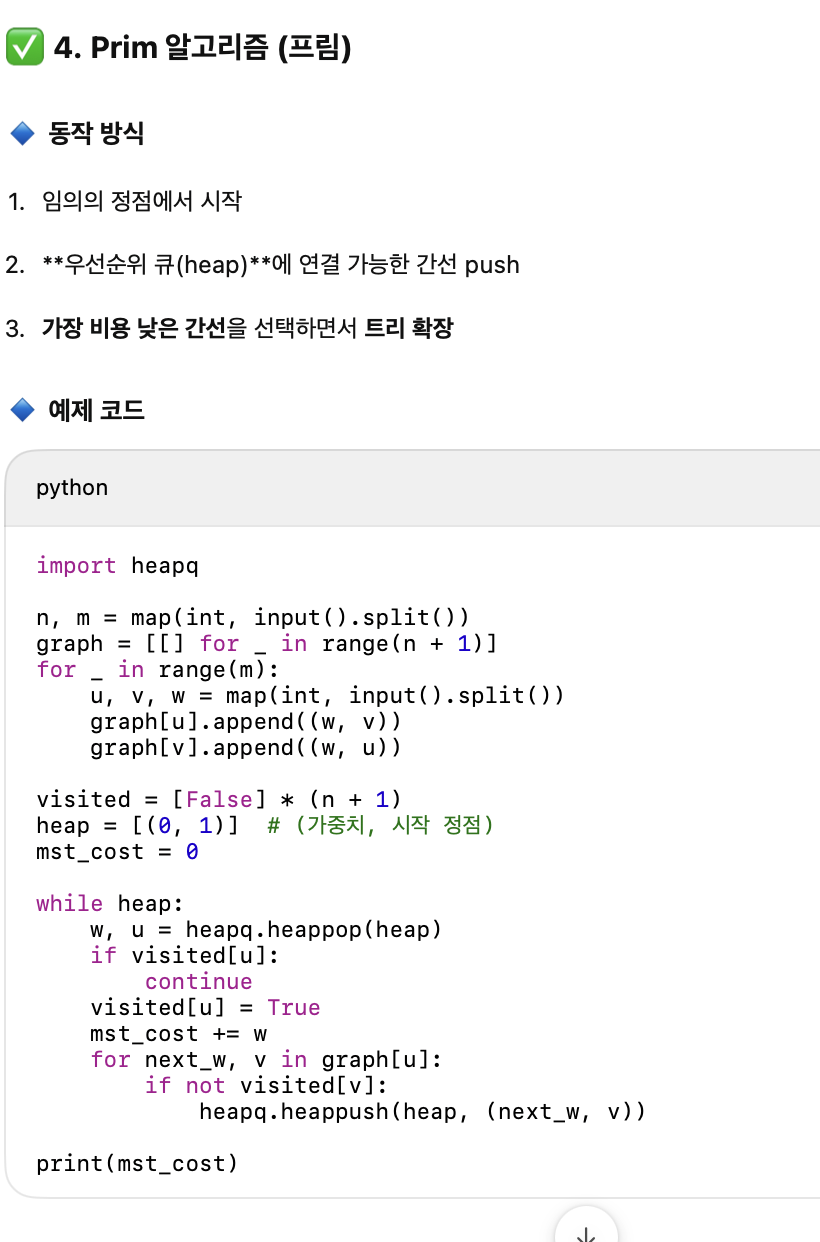 ✅ 4. Prim 알고리즘 (프림)
🔷 동작 방식
1. 임의의 정점에서 시작
2. **우선순위 큐(heap)**에 연결 가능한 간선 push
3. 가장 비용 낮은 간선을 선택하면서 트리 확장
🔷 예제 코드
python
import heapq
n, m = map(int, input().split())
graph = [[] for _ in range(n + 1)]
for _ in range(m):
    u, v, w = map(int, input().split())
    graph[u].append((w, v))
    graph[v].append((w, u))
visited = [False] * (n + 1)
heap = [(0, 1)]  # (가중치, 시작 정점)
mst_cost = 0
while heap:
    w, u = heapq.heappop(heap)
    if visited[u]:
        continue
    visited[u] = True
    mst_cost += w
    for next_w, v in graph[u]:
        if not visited[v]:
            heapq.heappush(heap, (next_w, v))
print(mst_cost)